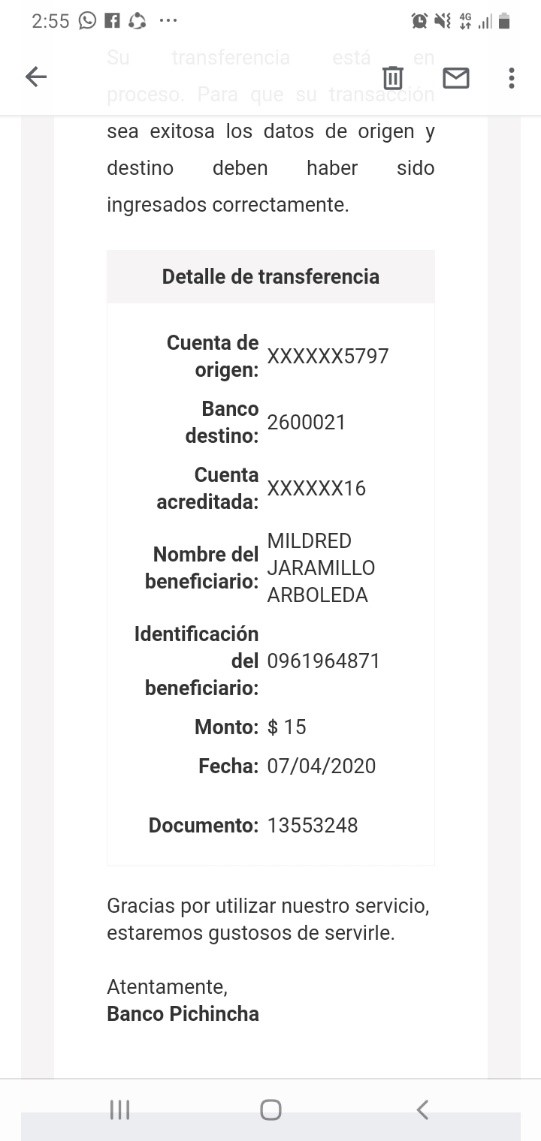 2:55
4G
Su transferencia está en
proceso. Para que su transacción
sea exitosa los datos de origen y
destino deben haber sido
ingresados correctamente.
Detalle de transferencia
Cuenta de origen: XXXXXX5797
Banco destino: 2600021
Cuenta acreditada: XXXXXX16
Nombre del beneficiario: MILDRED JARAMILLO ARBOLEDA
Identificación del beneficiario: 0961964871
Monto: $ 15
Fecha: 07/04/2020
Documento: 13553248
Gracias por utilizar nuestro servicio,
estaremos gustosos de servirle.
Atentamente,
Banco Pichincha